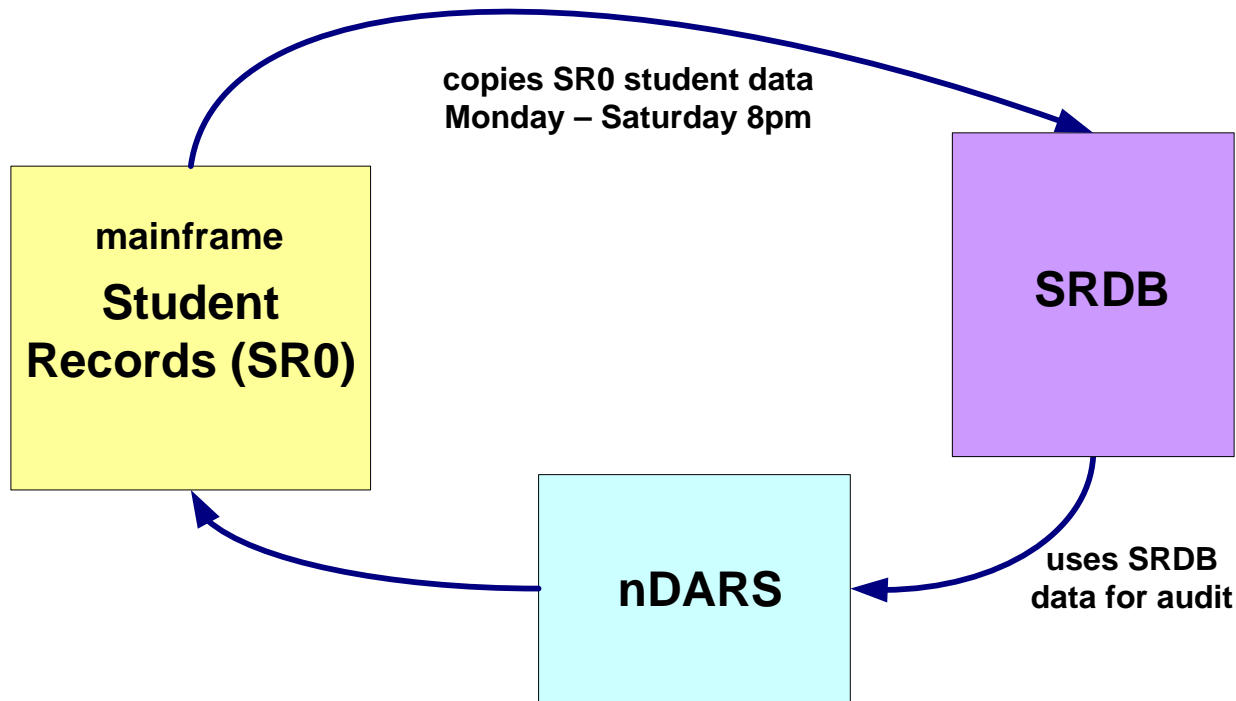 copies SR0 student data
Monday – Saturday 8pm
mainframe
Student
Records (SR0)
SRDB
nDARS
uses SRDB
data for audit